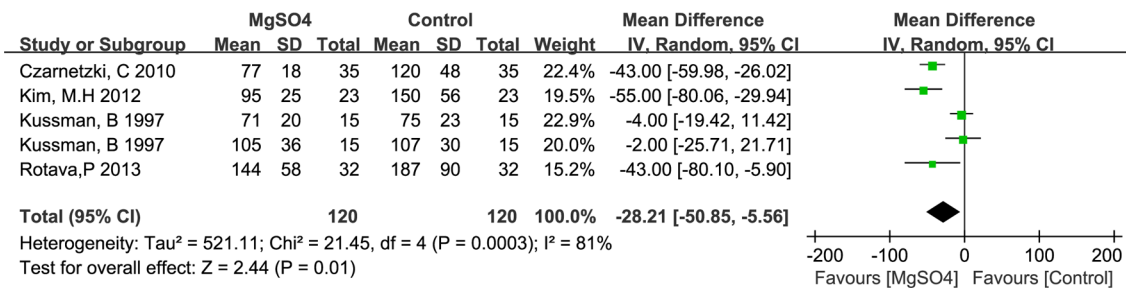 MgSO4 Control Mean Difference Mean Difference
Study or Subgroup Mean SD Total Mean SD Total Weight IV, Random, 95% CI IV, Random, 95% CI
Czarnetzki, C 2010 77 18 35 120 48 35 22.4% -43.00 [-59.98, -26.02]
Kim, M.H 2012 95 25 23 150 56 23 19.5% -55.00 [-80.06, -29.94]
Kussman, B 1997 71 20 15 75 23 15 22.9% -4.00 [-19.42, 11.42]
Kussman, B 1997 105 36 15 107 30 15 20.0% -2.00 [-25.71, 21.71]
Rotava,P 2013 144 58 32 187 90 32 15.2% -43.00 [-80.10, -5.90]
Total (95% CI) 120 120 100.0% -28.21 [-50.85, -5.56]
Heterogeneity: Tau² = 521.11; Chi² = 21.45, df = 4 (P = 0.0003); I² = 81%
Test for overall effect: Z = 2.44 (P = 0.01)
-200 -100 0 100 200
Favours [MgSO4] Favours [Control]